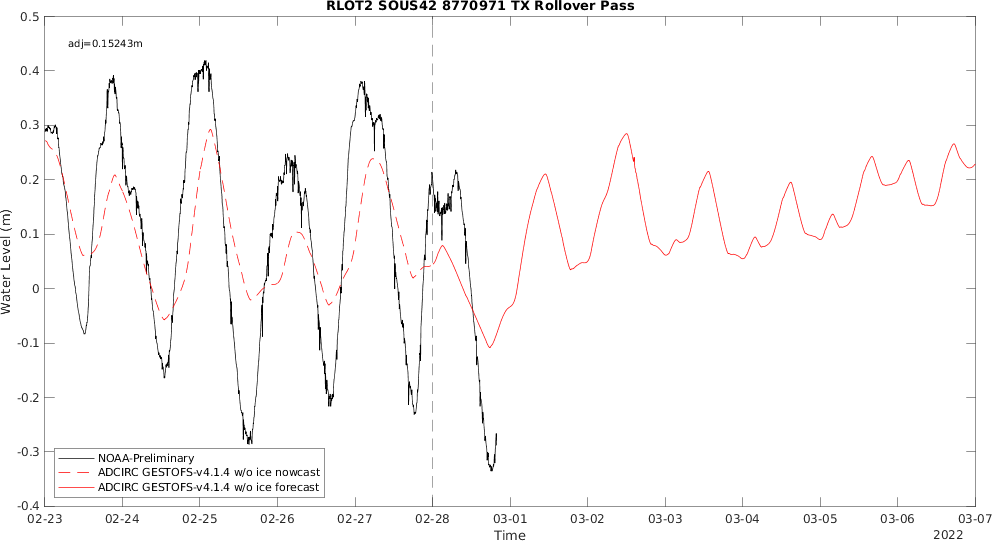 RLOT2 SOUS42 8770971 TX Rollover Pass
adj=0.15243m
0.5
0.4
0.3
0.2
0.1
0
-0.1
-0.2
-0.3
-0.4
Water Level (m)
NOAA-Preliminary
ADCIRC GESTOFS-v4.1.4 w/o ice nowcast
ADCIRC GESTOFS-v4.1.4 w/o ice forecast
02-23 02-24 02-25 02-26 02-27 02-28 03-01 03-02 03-03 03-04 03-05 03-06 03-07
Time
2022